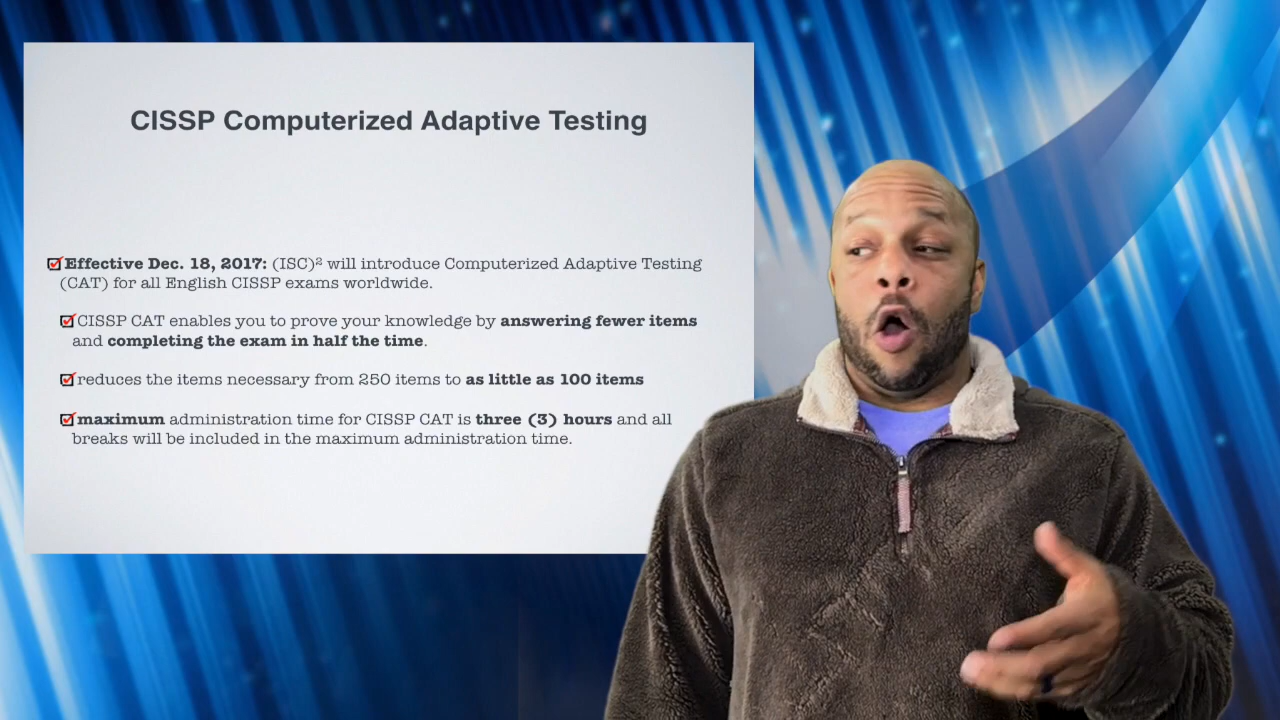 CISSP Computerized Adaptive Testing
Effective Dec. 18, 2017: (ISC)² will introduce Computerized Adaptive Testing
(CAT) for all English CISSP exams worldwide.
CISSP CAT enables you to prove your knowledge by answering fewer items
and completing the exam in half the time.
reduces the items necessary from 250 items to as little as 100 items
maximum administration time for CISSP CAT is three (3) hours and all
breaks will be included in the maximum administration time.